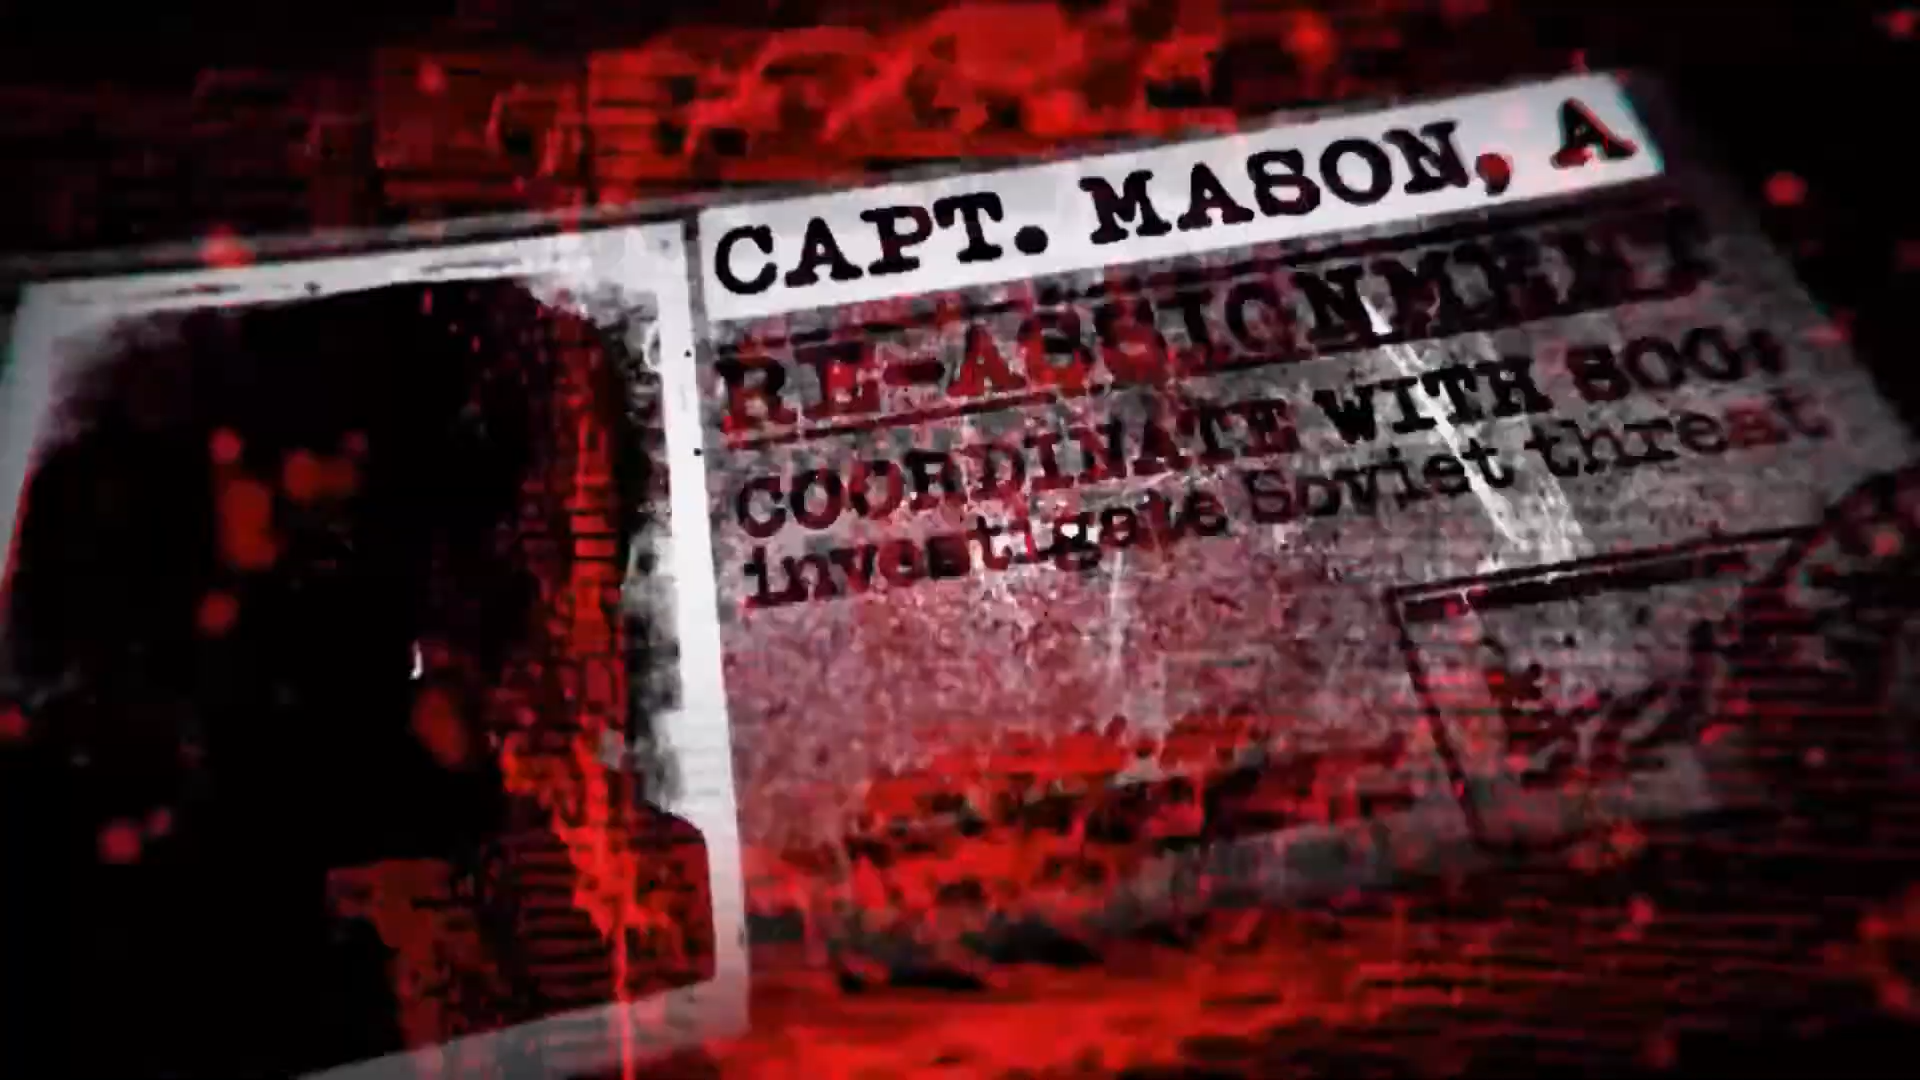 CAPT. MASON, A
RE-ASSIGNMENT
COORDINATE WITH SOG;
investigate Soviet threat